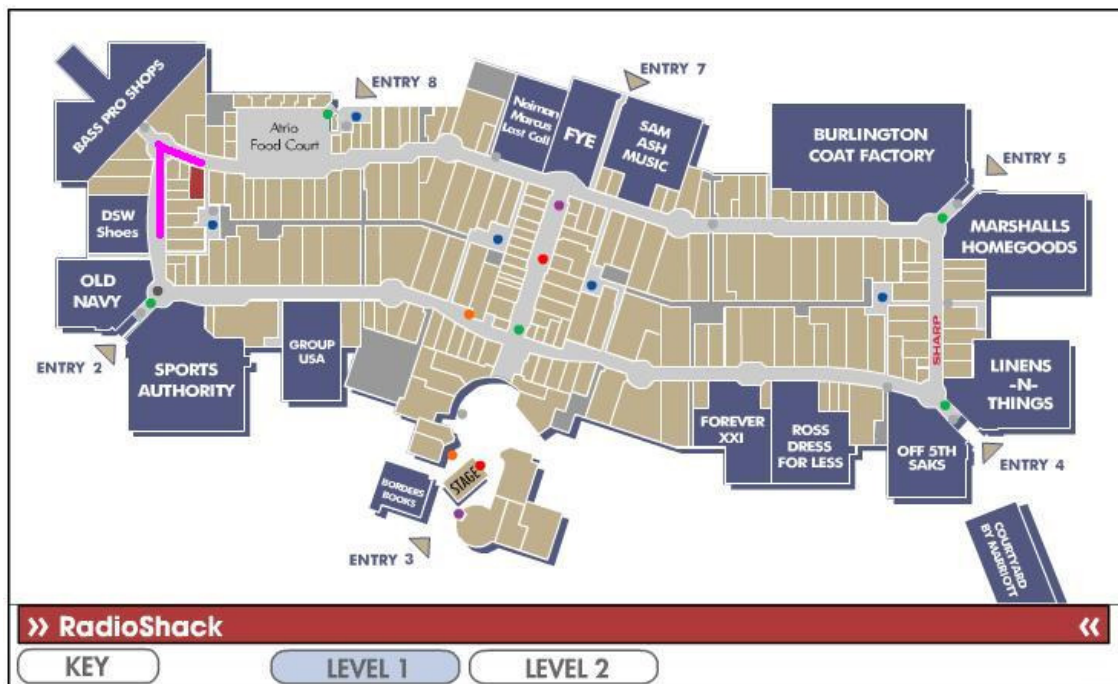 BASS PRO SHOPS
ENTRY 8
Atrio
Food Court
Neiman
Marcus
Last Call
FYE
ENTRY 7
SAM
ASH
MUSIC
BURLINGTON
COAT FACTORY
ENTRY 5
MARSHALLS
HOMEGOODS
DSW
Shoes
OLD
NAVY
ENTRY 2
SPORTS
AUTHORITY
GROUP
USA
SHARP
LINENS
-N-
THINGS
FOREVER
XXI
ROSS
DRESS
FOR LESS
OFF 5TH
SAKS
ENTRY 4
STAGE
BORDERS
BOOKS
ENTRY 3
COURTYARD
BY MARRIOTT
» RadioShack «
KEY
LEVEL 1
LEVEL 2